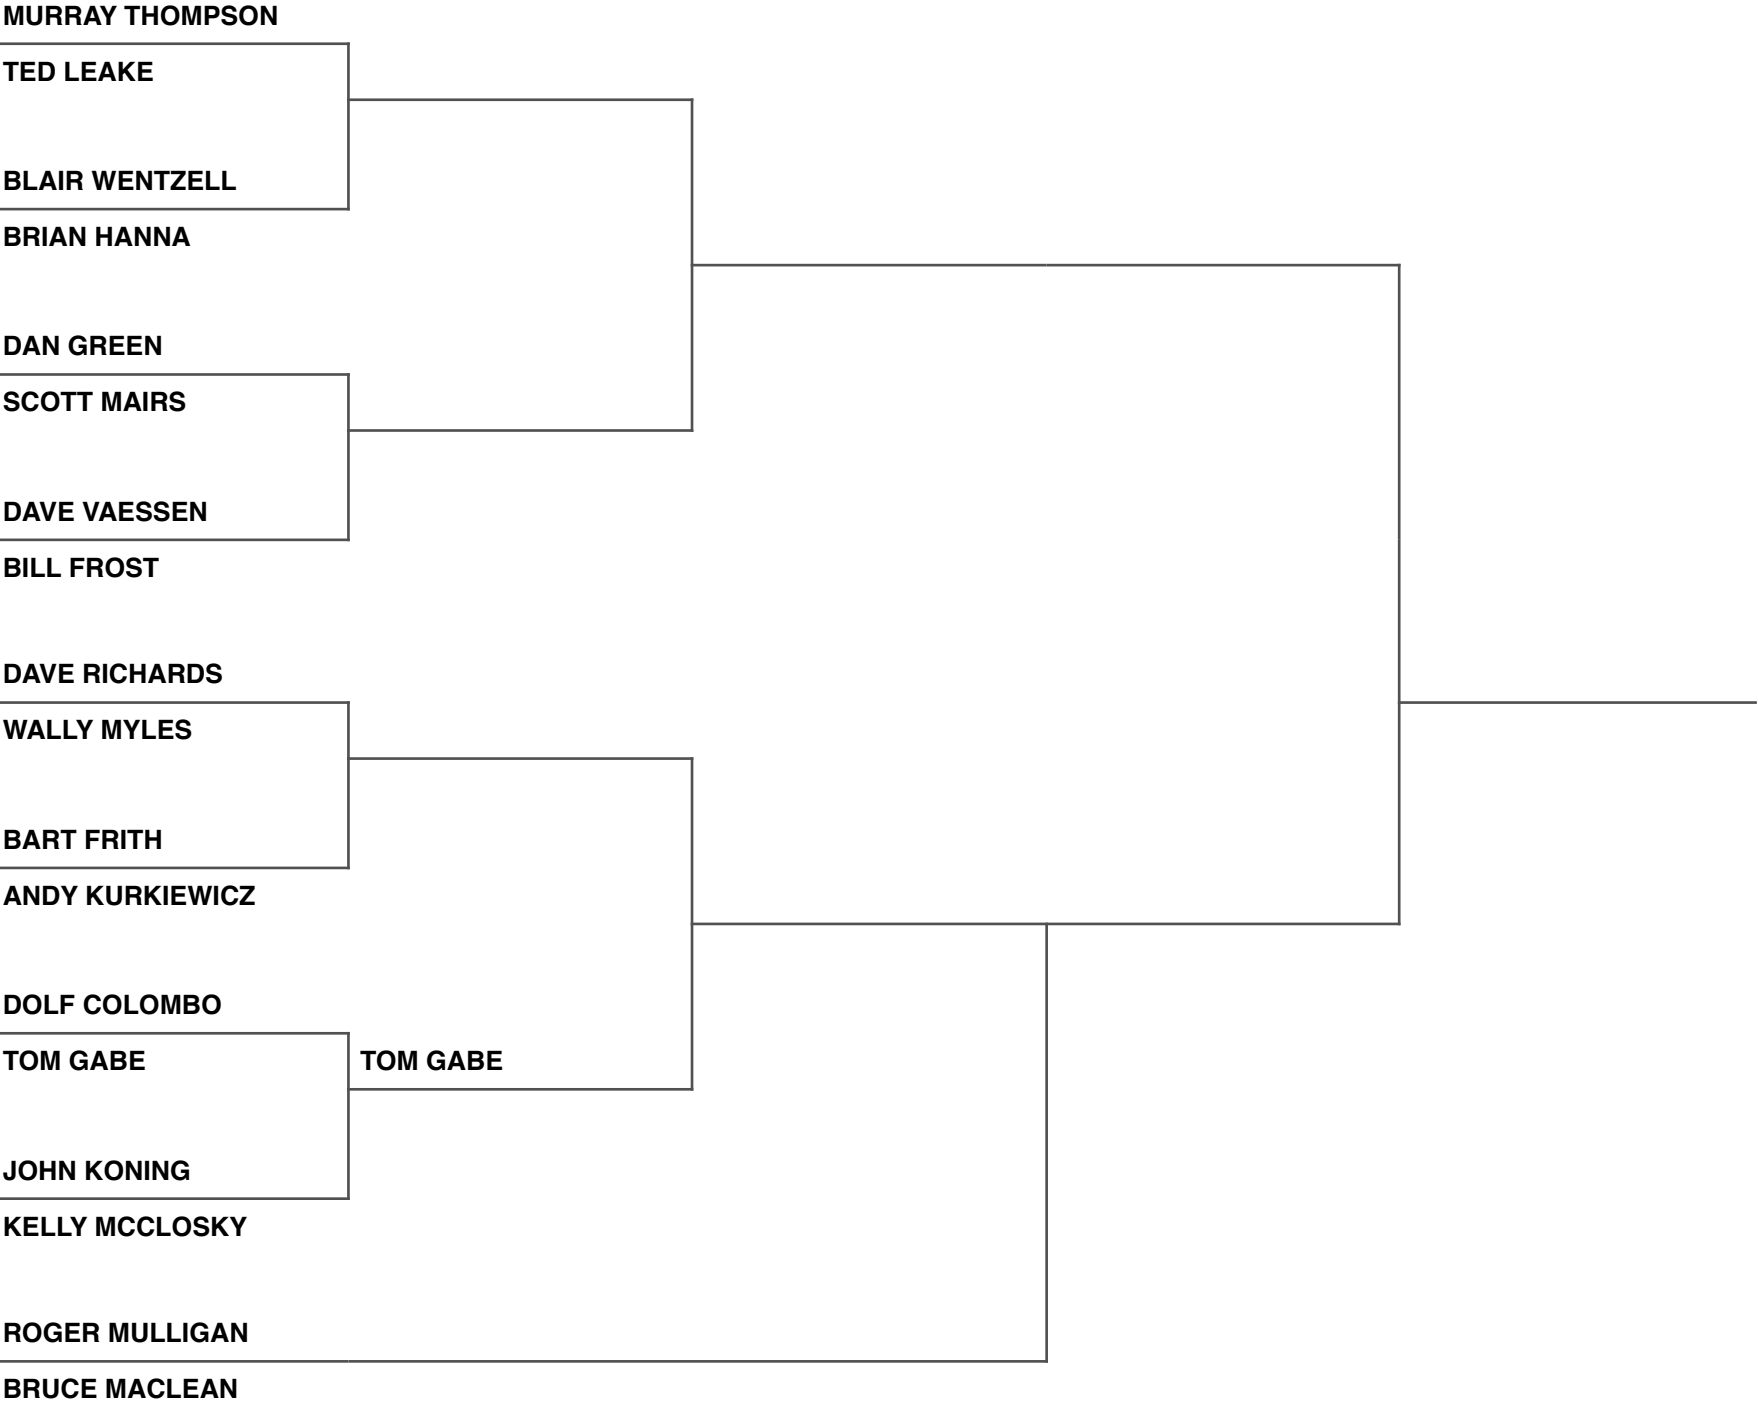 MURRAY THOMPSON
TED LEAKE
BLAIR WENTZELL
BRIAN HANNA
DAN GREEN
SCOTT MAIRS
DAVE VAESSEN
BILL FROST
DAVE RICHARDS
WALLY MYLES
BART FRITH
ANDY KURKIEWICZ
DOLF COLOMBO
TOM GABE
TOM GABE
JOHN KONING
KELLY MCCLOSKY
ROGER MULLIGAN
BRUCE MACLEAN